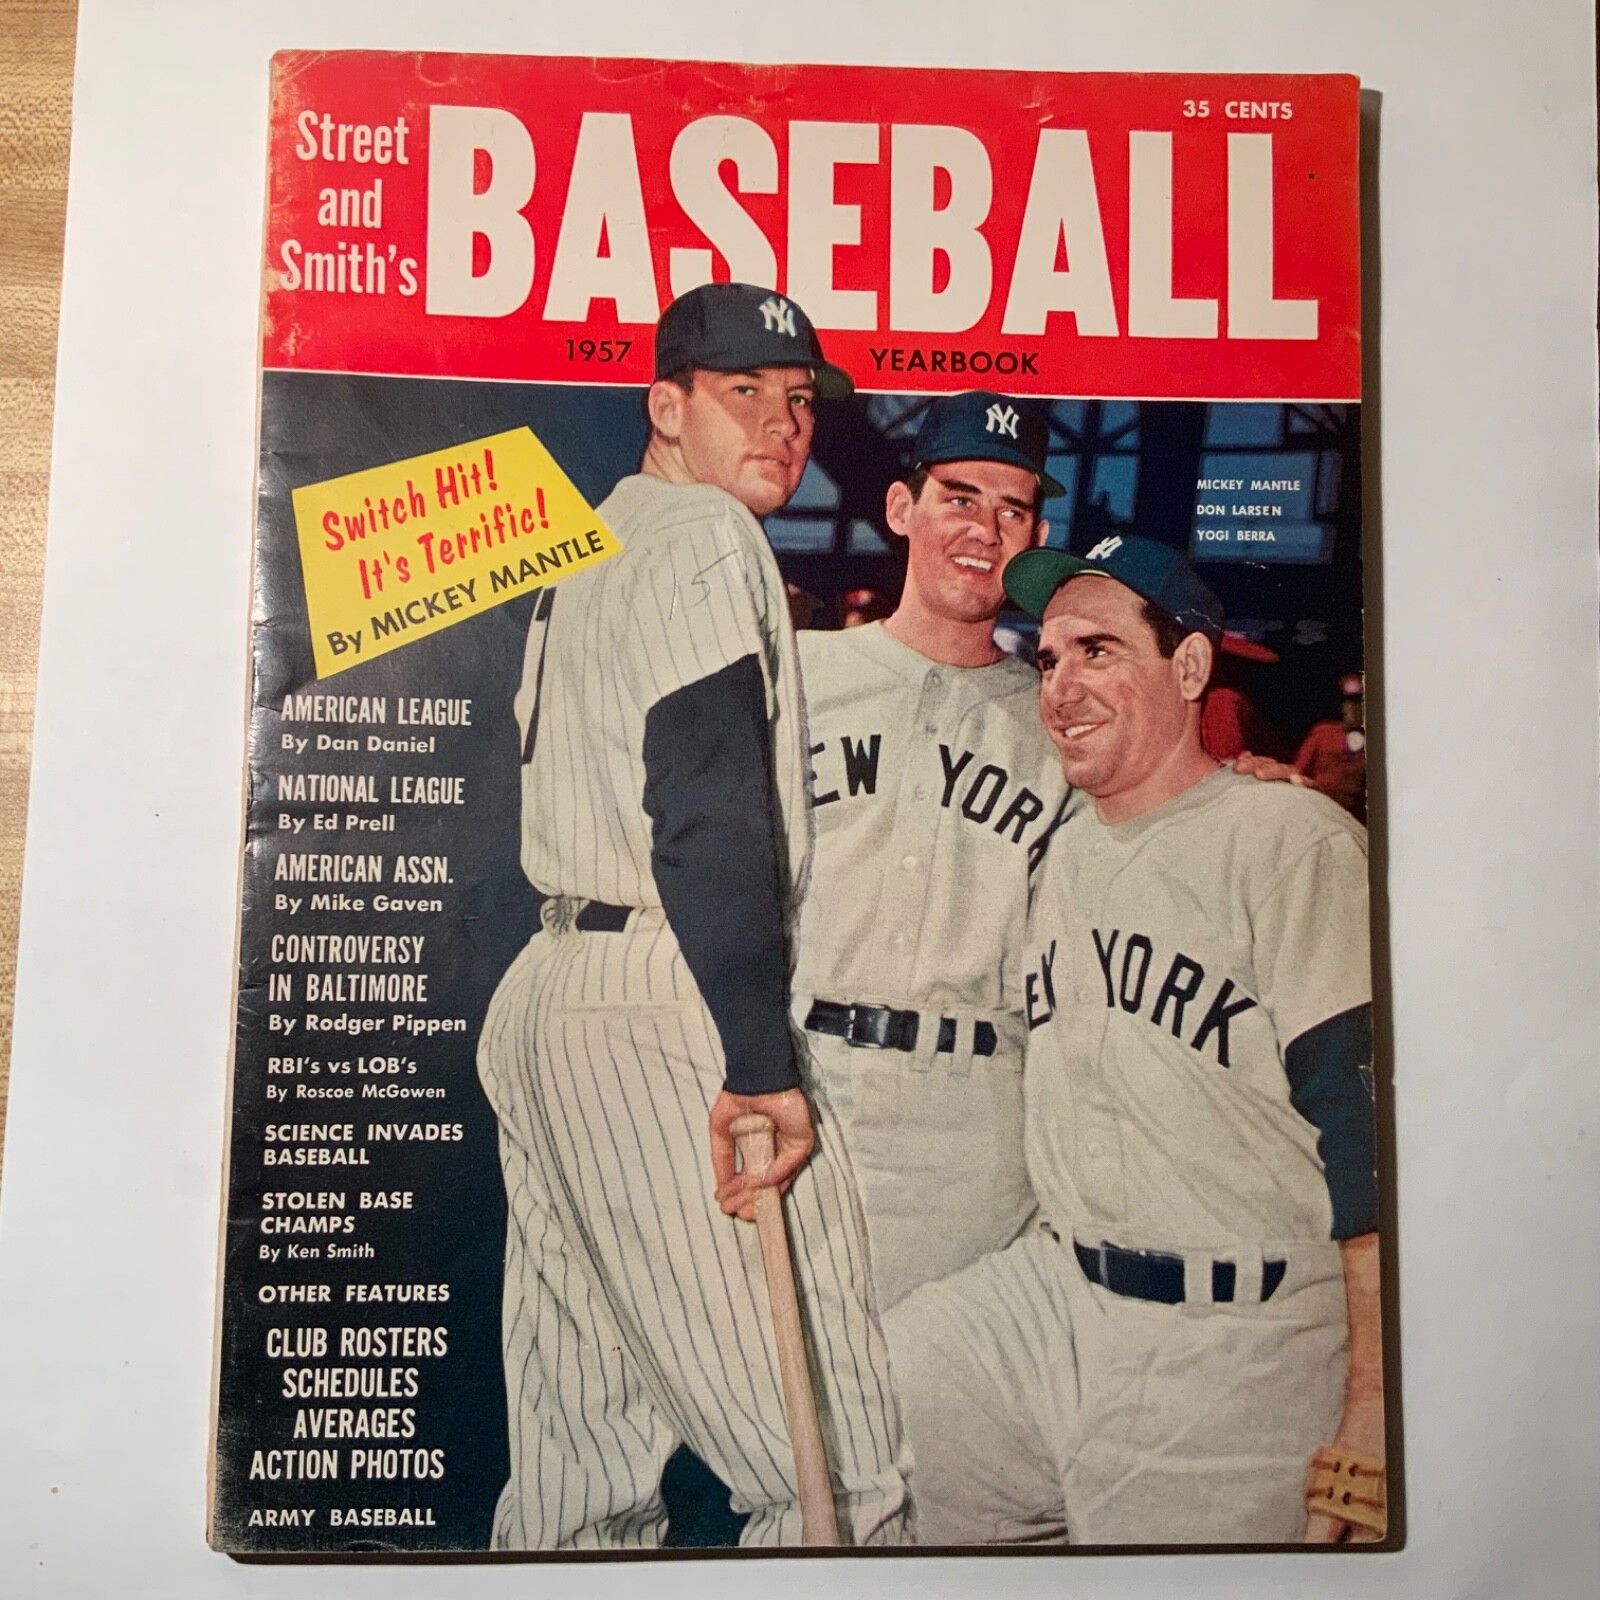 35 CENTS
Street
and
Smith's
BASEBALL
1957 YEARBOOK
NY
NY
NY
Switch Hit!
It's Terrific!
By MICKEY MANTLE
MICKEY MANTLE
DON LARSEN
YOGI BERRA
15
7
EW YORK
EW YORK
AMERICAN LEAGUE
By Dan Daniel
NATIONAL LEAGUE
By Ed Prell
AMERICAN ASSN.
By Mike Gaven
CONTROVERSY
IN BALTIMORE
By Rodger Pippen
RBI's vs LOB's
By Roscoe McGowen
SCIENCE INVADES
BASEBALL
STOLEN BASE
CHAMPS
By Ken Smith
OTHER FEATURES
CLUB ROSTERS
SCHEDULES
AVERAGES
ACTION PHOTOS
ARMY BASEBALL